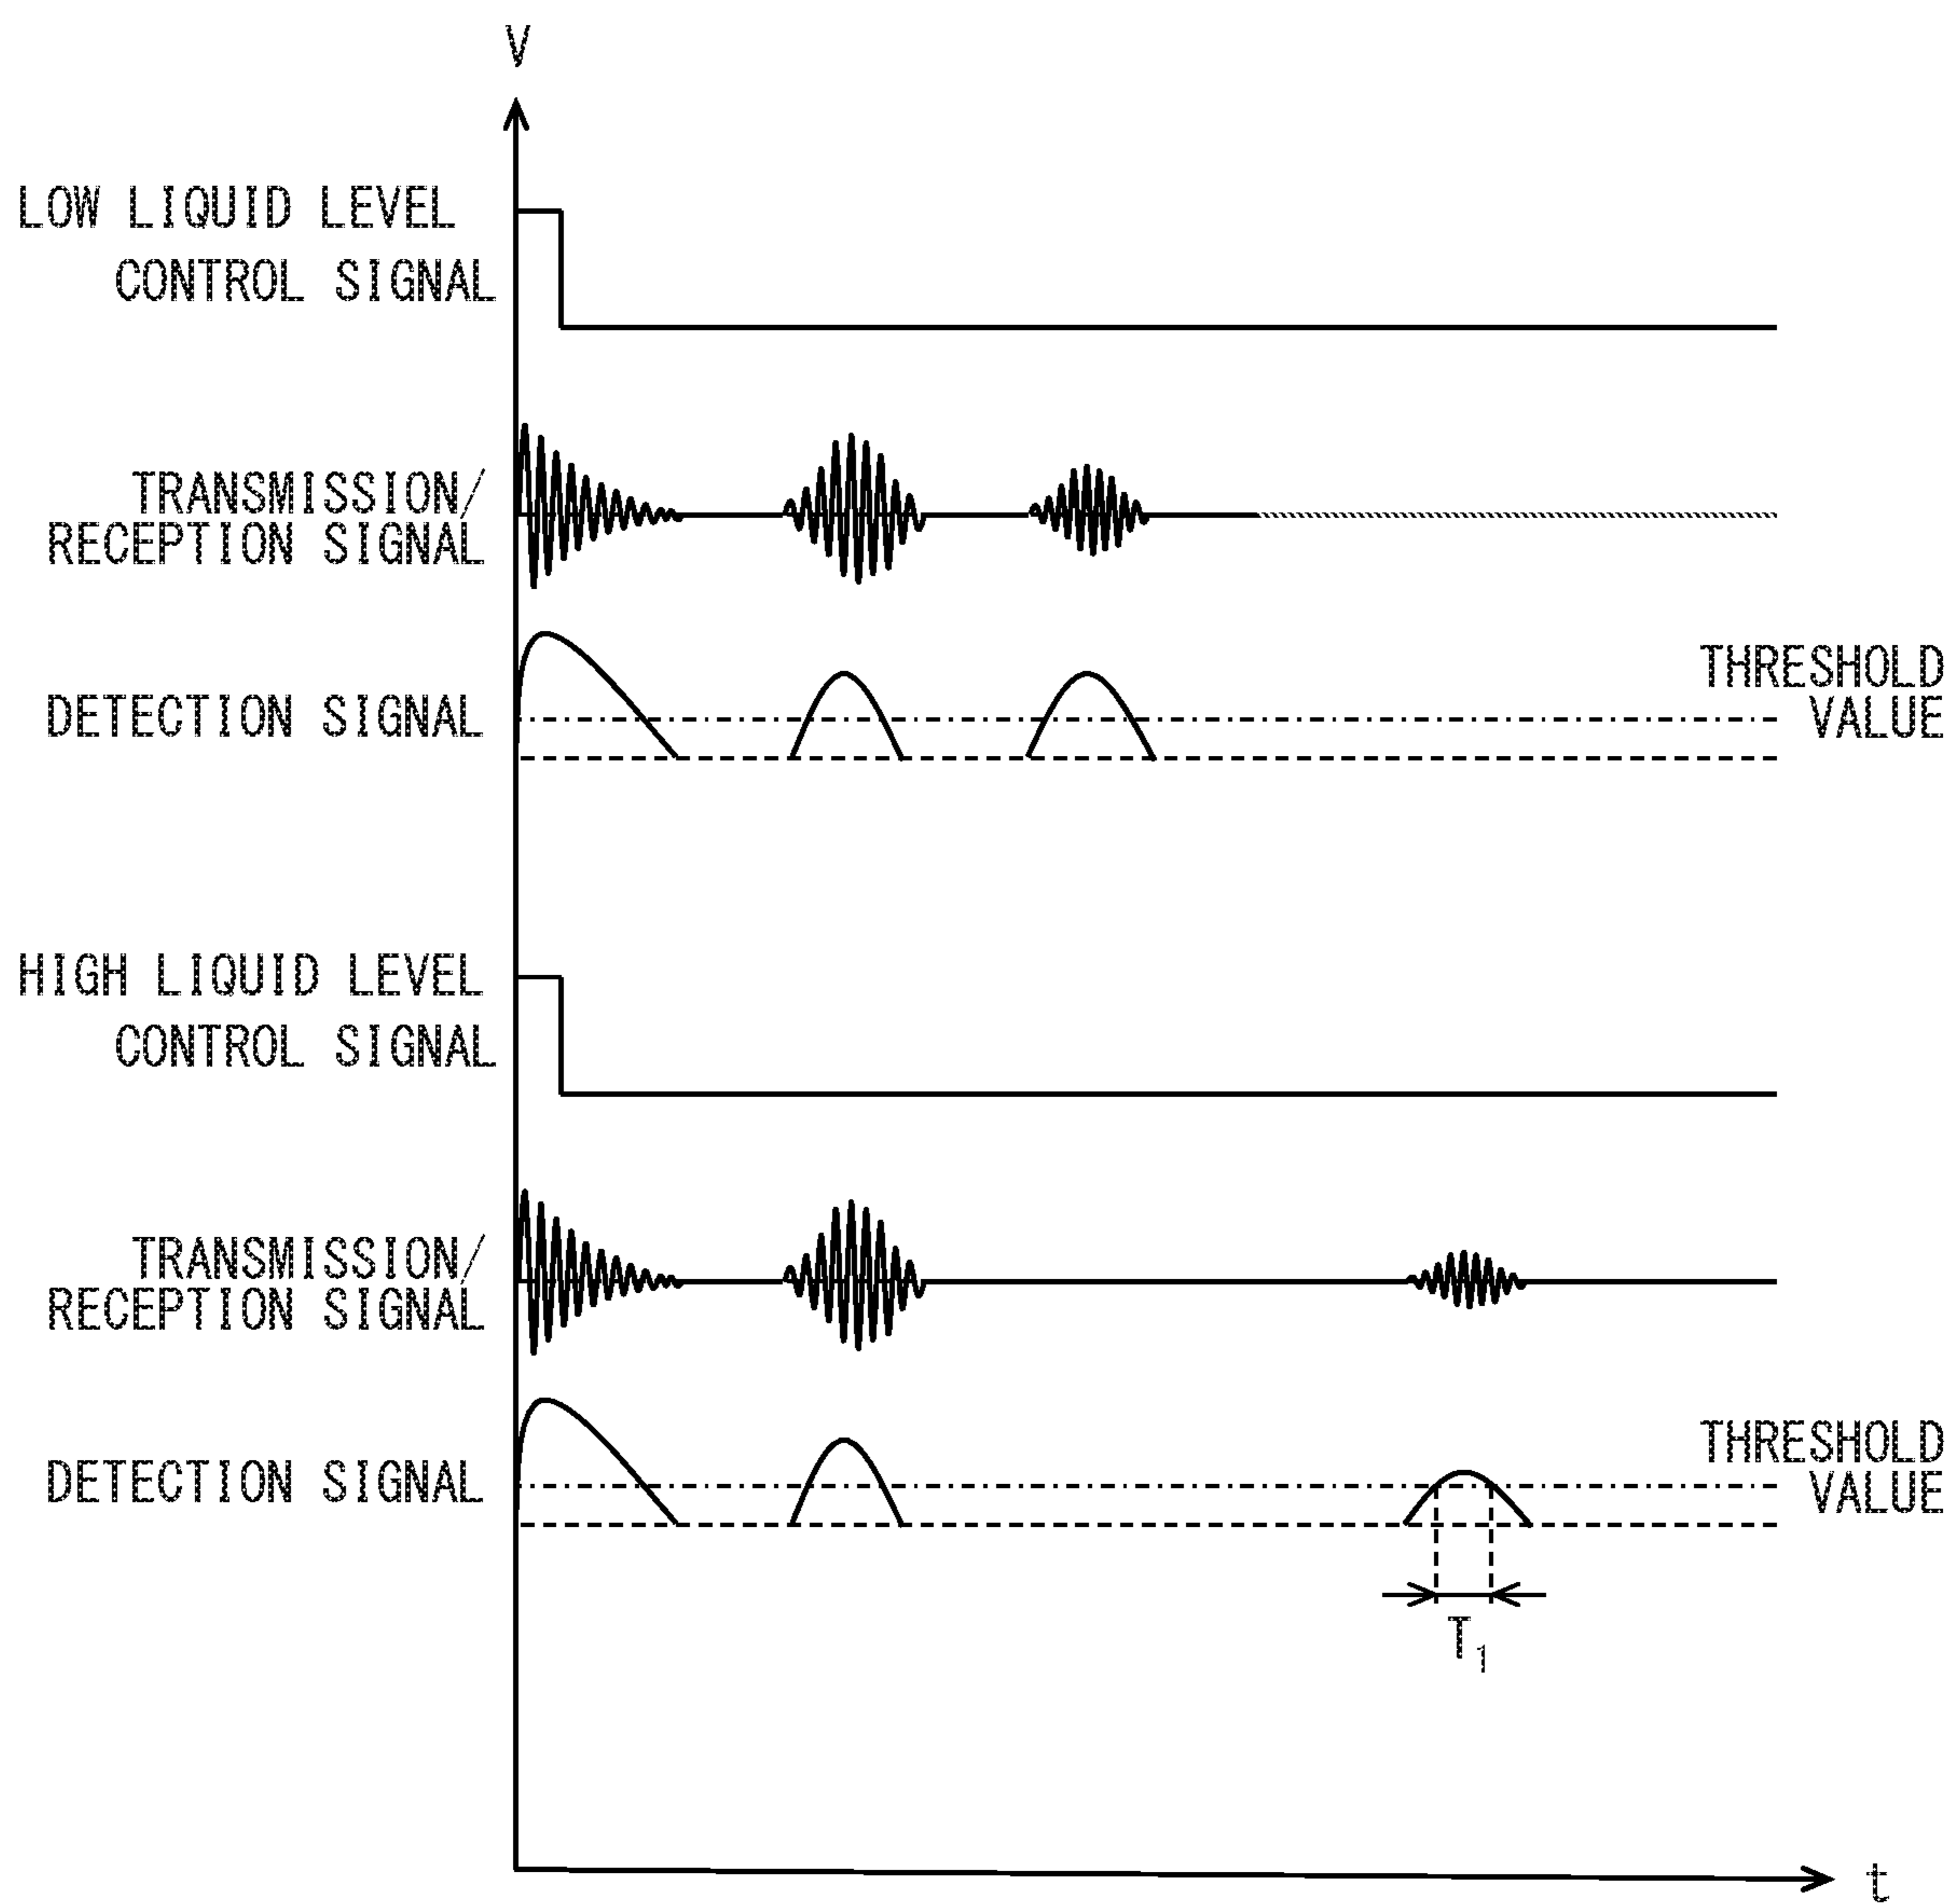 V
LOW LIQUID LEVEL
CONTROL SIGNAL
TRANSMISSION/
RECEPTION SIGNAL
DETECTION SIGNAL
THRESHOLD
VALUE
HIGH LIQUID LEVEL
CONTROL SIGNAL
TRANSMISSION/
RECEPTION SIGNAL
DETECTION SIGNAL
THRESHOLD
VALUE
T₁
t